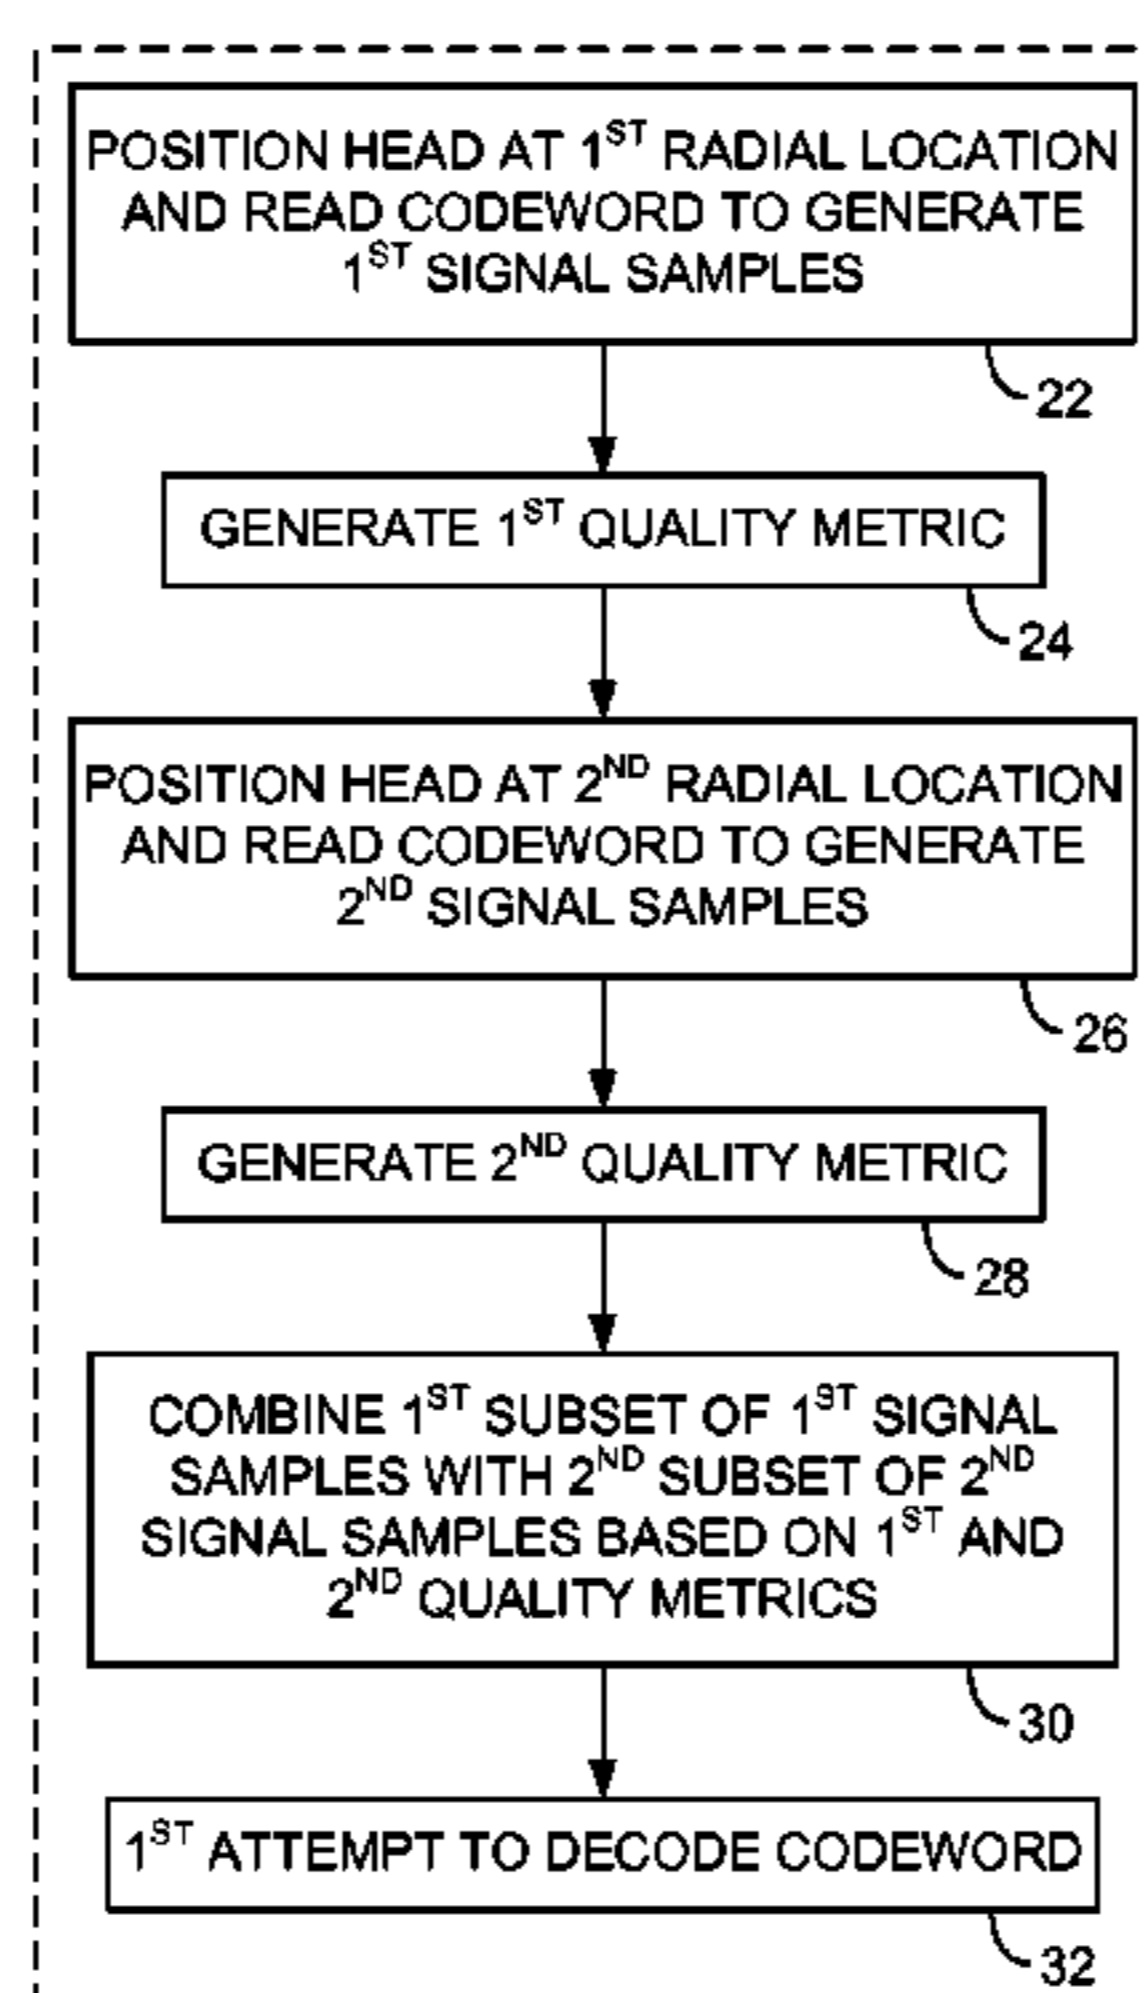 POSITION HEAD AT 1ST RADIAL LOCATION
AND READ CODEWORD TO GENERATE
1ST SIGNAL SAMPLES
22
GENERATE 1ST QUALITY METRIC
24
POSITION HEAD AT 2ND RADIAL LOCATION
AND READ CODEWORD TO GENERATE
2ND SIGNAL SAMPLES
26
GENERATE 2ND QUALITY METRIC
28
COMBINE 1ST SUBSET OF 1ST SIGNAL
SAMPLES WITH 2ND SUBSET OF 2ND
SIGNAL SAMPLES BASED ON 1ST AND
2ND QUALITY METRICS
30
1ST ATTEMPT TO DECODE CODEWORD
32